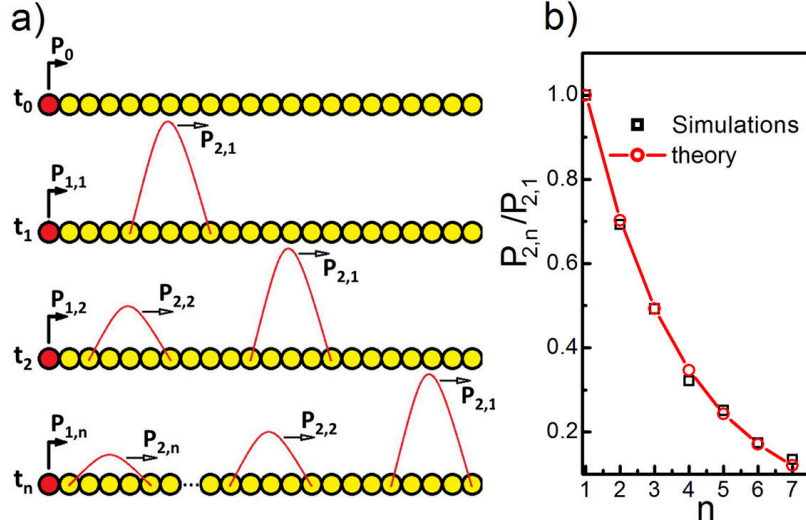 a)
P0
t0
P2,1
P1,1
t1
P2,1
P1,2
P2,2
t2
P2,1
P1,n
P2,n
P2,2
tn
...
b)
Simulations
theory
P2,n/P2,1
1.0
0.8
0.6
0.4
0.2
1 2 3 4 5 6 7
n